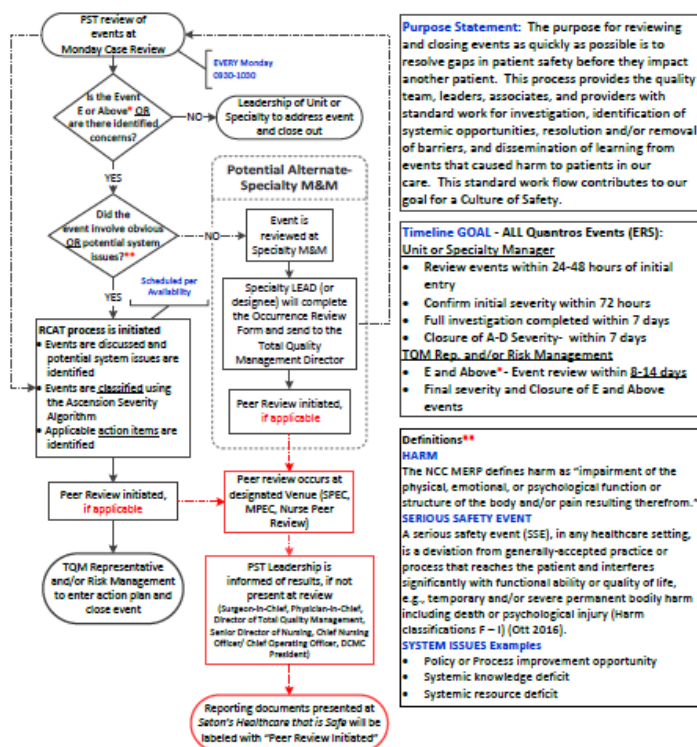 PST review of
events at
Monday Case Review
EVERY Monday
0930-1030
Is the Event
E or Above* OR
are there identified
concerns?
NO
Leadership of Unit or
Specialty to address event
and close out
YES
Did the
event involve obvious
OR potential system
issues?**
NO
Scheduled per
Availability
YES
RCAT process is initiated
• Events are discussed and
potential system issues are
identified
• Events are classified using
the Ascension Severity
Algorithm
• Applicable action items are
identified
Peer Review initiated,
if applicable
TQM Representative
and/or Risk Management
to enter action plan and
close event
Potential Alternate-
Specialty M&M
Event is
reviewed at
Specialty M&M
Specialty LEAD (or
designee) will complete
the Occurrence Review
Form and send to the
Total Quality
Management Director
Peer Review initiated,
if applicable
Peer review occurs at
designated Venue (SPEC,
MPEC, Nurse Peer
Review)
PST Leadership is
informed of results, if not
present at review
(Surgeon-in-Chief, Physician-in-Chief,
Director of Total Quality Management,
Senior Director of Nursing, Chief Nursing
Officer/ Chief Operating Officer, DCMC
President)
Reporting documents presented at
Seton's Healthcare that is Safe will be
labeled with "Peer Review Initiated"
Purpose Statement: The purpose for reviewing
and closing events as quickly as possible is to
resolve gaps in patient safety before they impact
another patient. This process provides the quality
team, leaders, associates, and providers with
standard work for investigation, identification of
systemic opportunities, resolution and/or removal
of barriers, and dissemination of learning from
events that caused harm to patients in our
care. This standard work flow contributes to our
goal for a Culture of Safety.
Timeline GOAL - ALL Quantros Events (ERS):
Unit or Specialty Manager
• Review events within 24-48 hours of initial
entry
• Confirm initial severity within 72 hours
• Full investigation completed within 7 days
• Closure of A-D Severity- within 7 days
TQM Rep. and/or Risk Management
• E and Above*- Event review within 8-14 days
• Final severity and Closure of E and Above
events
Definitions**
HARM
The NCC MERP defines harm as "impairment of the
physical, emotional, or psychological function or
structure of the body and/or pain resulting therefrom."
SERIOUS SAFETY EVENT
A serious safety event (SSE), in any healthcare setting,
is a deviation from generally-accepted practice or
process that reaches the patient and interferes
significantly with functional ability or quality of life,
e.g., temporary and/or severe permanent bodily harm
including death or psychological injury (Harm
classifications F – I) (Ott 2016).
SYSTEM ISSUES Examples
• Policy or Process improvement opportunity
• Systemic knowledge deficit
• Systemic resource deficit